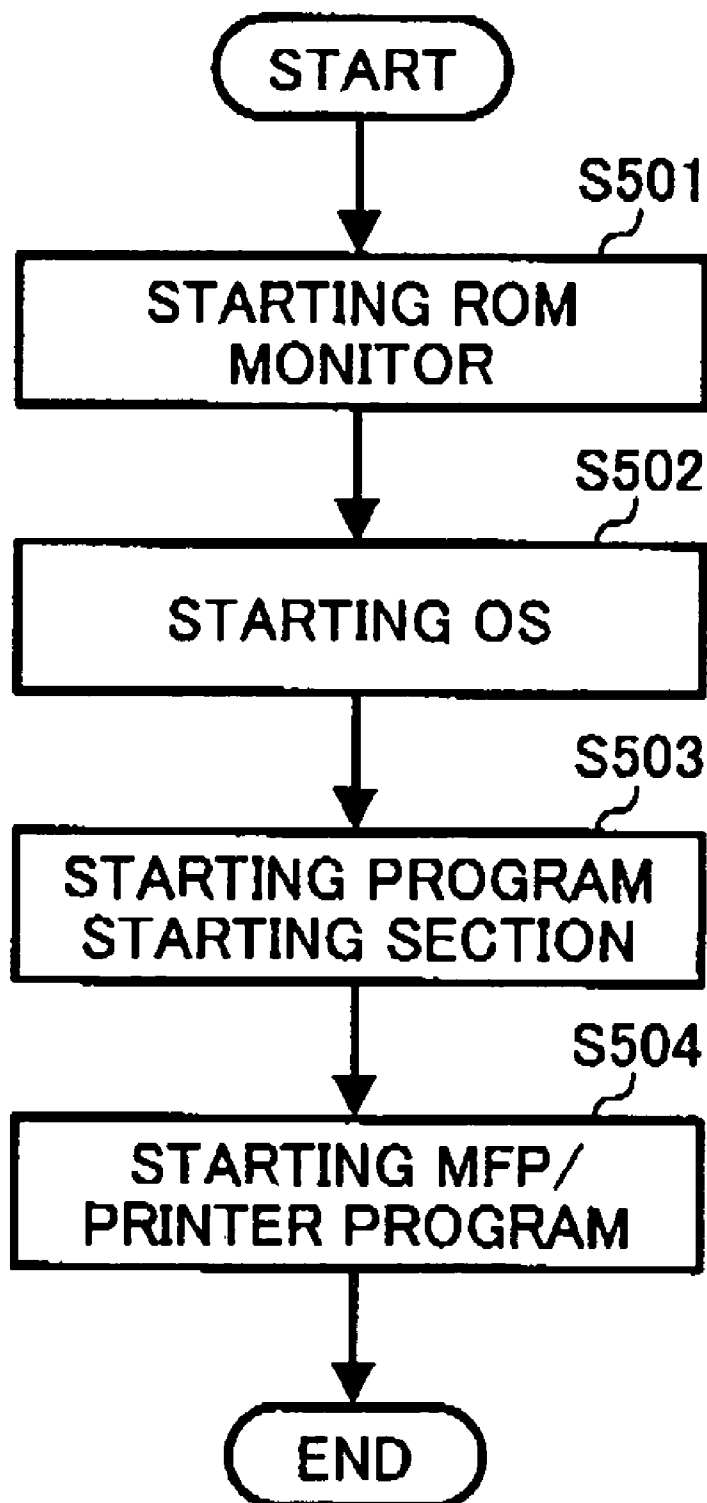 START
S501
STARTING ROM
MONITOR
S502
STARTING OS
S503
STARTING PROGRAM
STARTING SECTION
S504
STARTING MFP/
PRINTER PROGRAM
END